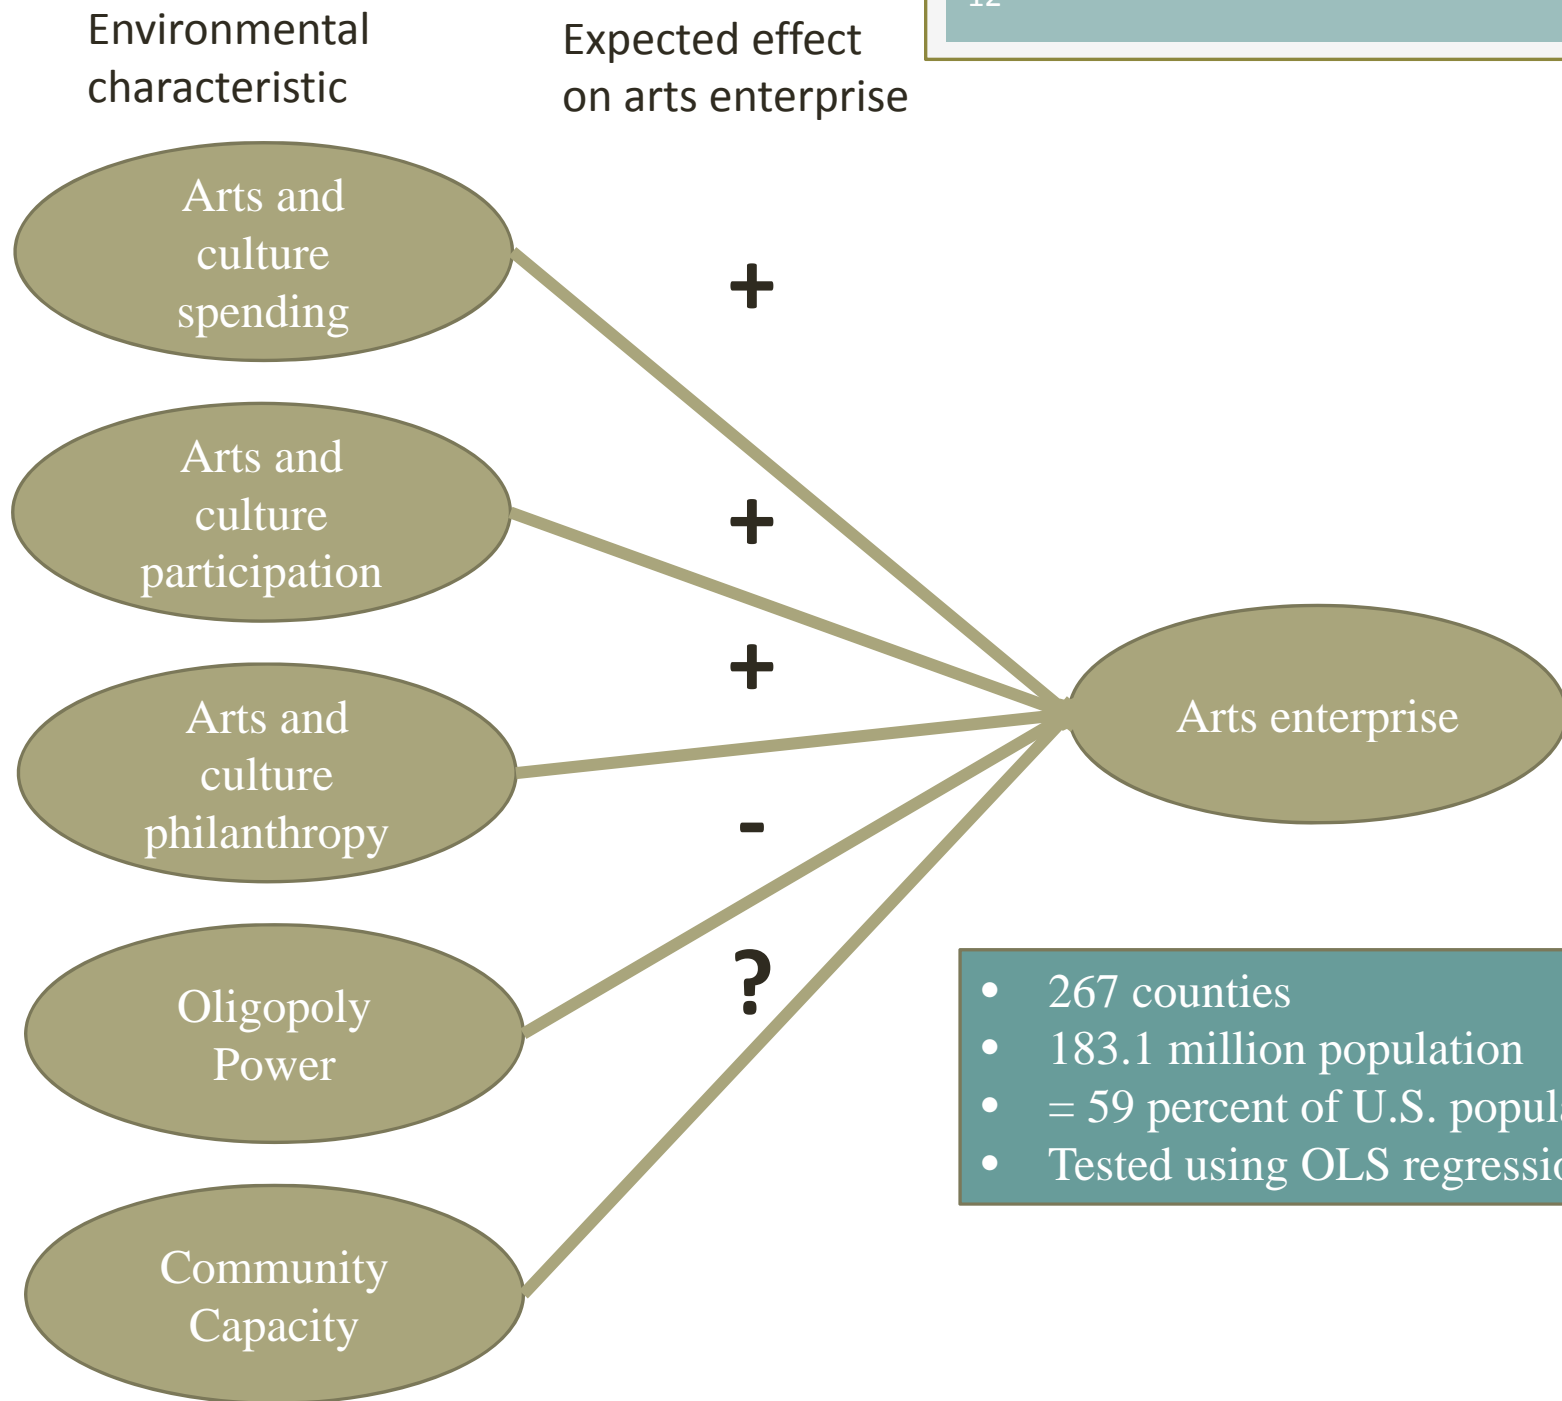 12
Environmental
characteristic
Expected effect
on arts enterprise
Arts and
culture
spending
+
Arts and
culture
participation
+
Arts and
culture
philanthropy
+
Oligopoly
Power
-
Community
Capacity
?
Arts enterprise
• 267 counties
• 183.1 million population
• = 59 percent of U.S.
• Tested using OLS